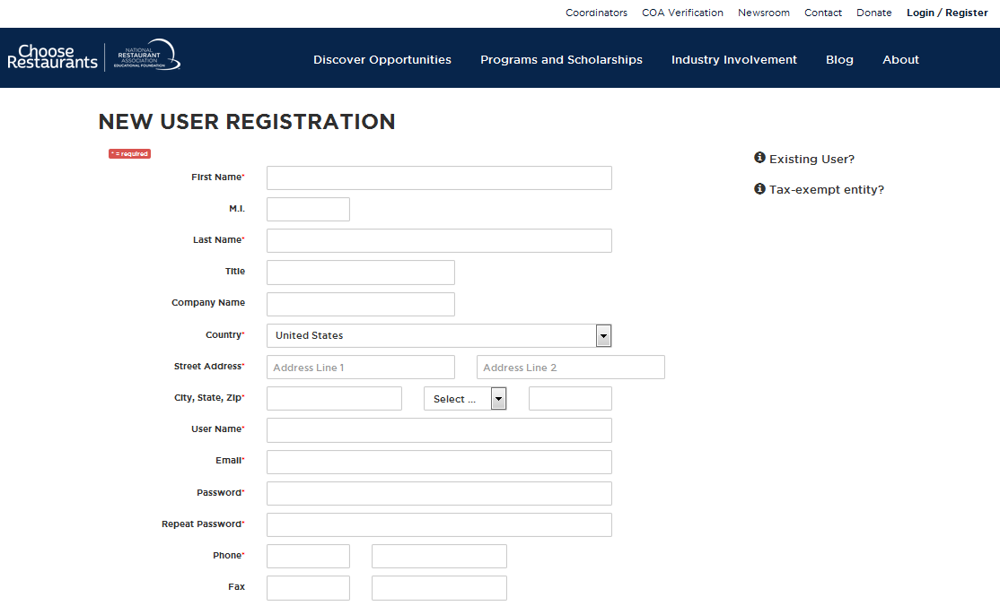 Coordinators COA Verification Newsroom Contact Donate Login / Register
Choose
Restaurants
NATIONAL
RESTAURANT
ASSOCIATION
EDUCATIONAL FOUNDATION
Discover Opportunities Programs and Scholarships Industry Involvement Blog About
NEW USER REGISTRATION
* = required
First Name*
M.I.
Last Name*
Title
Company Name
Country* United States
Street Address* Address Line 1 Address Line 2
City, State, Zip* Select ...
User Name*
Email*
Password*
Repeat Password*
Phone*
Fax
Existing User?
Tax-exempt entity?